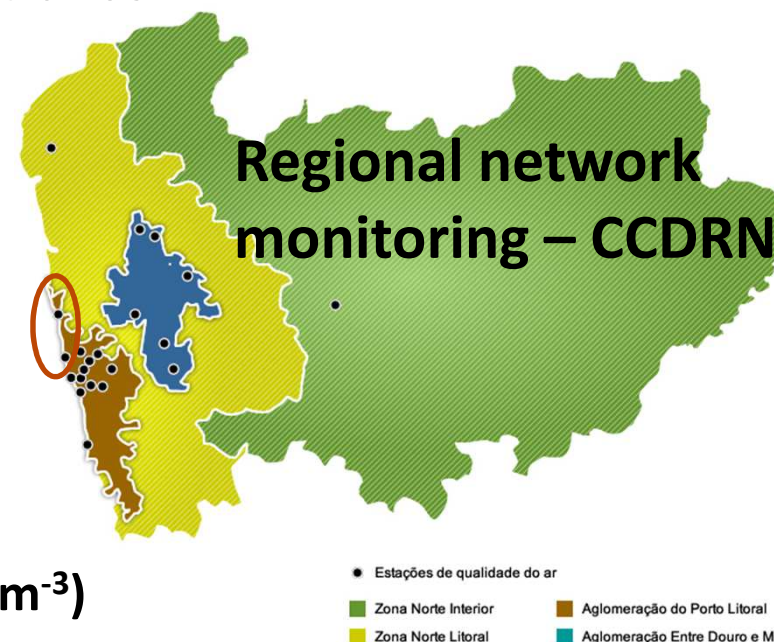 Regional network
monitoring – CCDRN
m⁻³)
Estações de qualidade do ar
Zona Norte Interior
Aglomeração do Porto Litoral
Zona Norte Litoral
Aglomeração Entre Douro e M